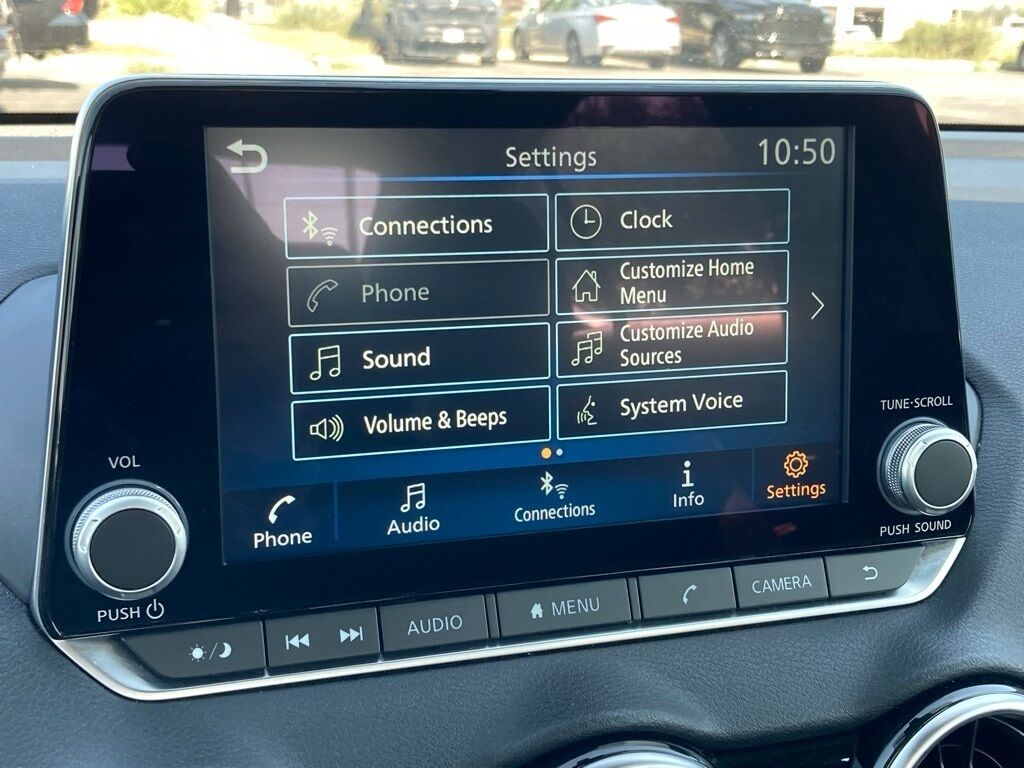 Settings
10:50
Connections
Clock
Phone
Customize Home
Menu
Sound
Customize Audio
Sources
Volume & Beeps
System Voice
Phone
Audio
Connections
Info
Settings
VOL
PUSH
TUNE·SCROLL
PUSH SOUND
AUDIO
MENU
CAMERA